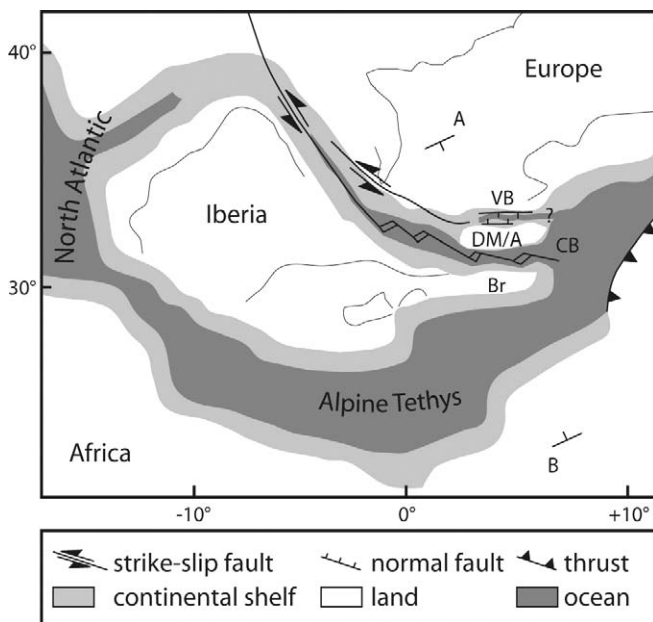 40°
Europe
A
North Atlantic
VB
?
Iberia
DM/A
CB
30°
Br
Alpine Tethys
Africa
B
-10°
0°
+10°
strike-slip fault
normal fault
thrust
continental shelf
land
ocean